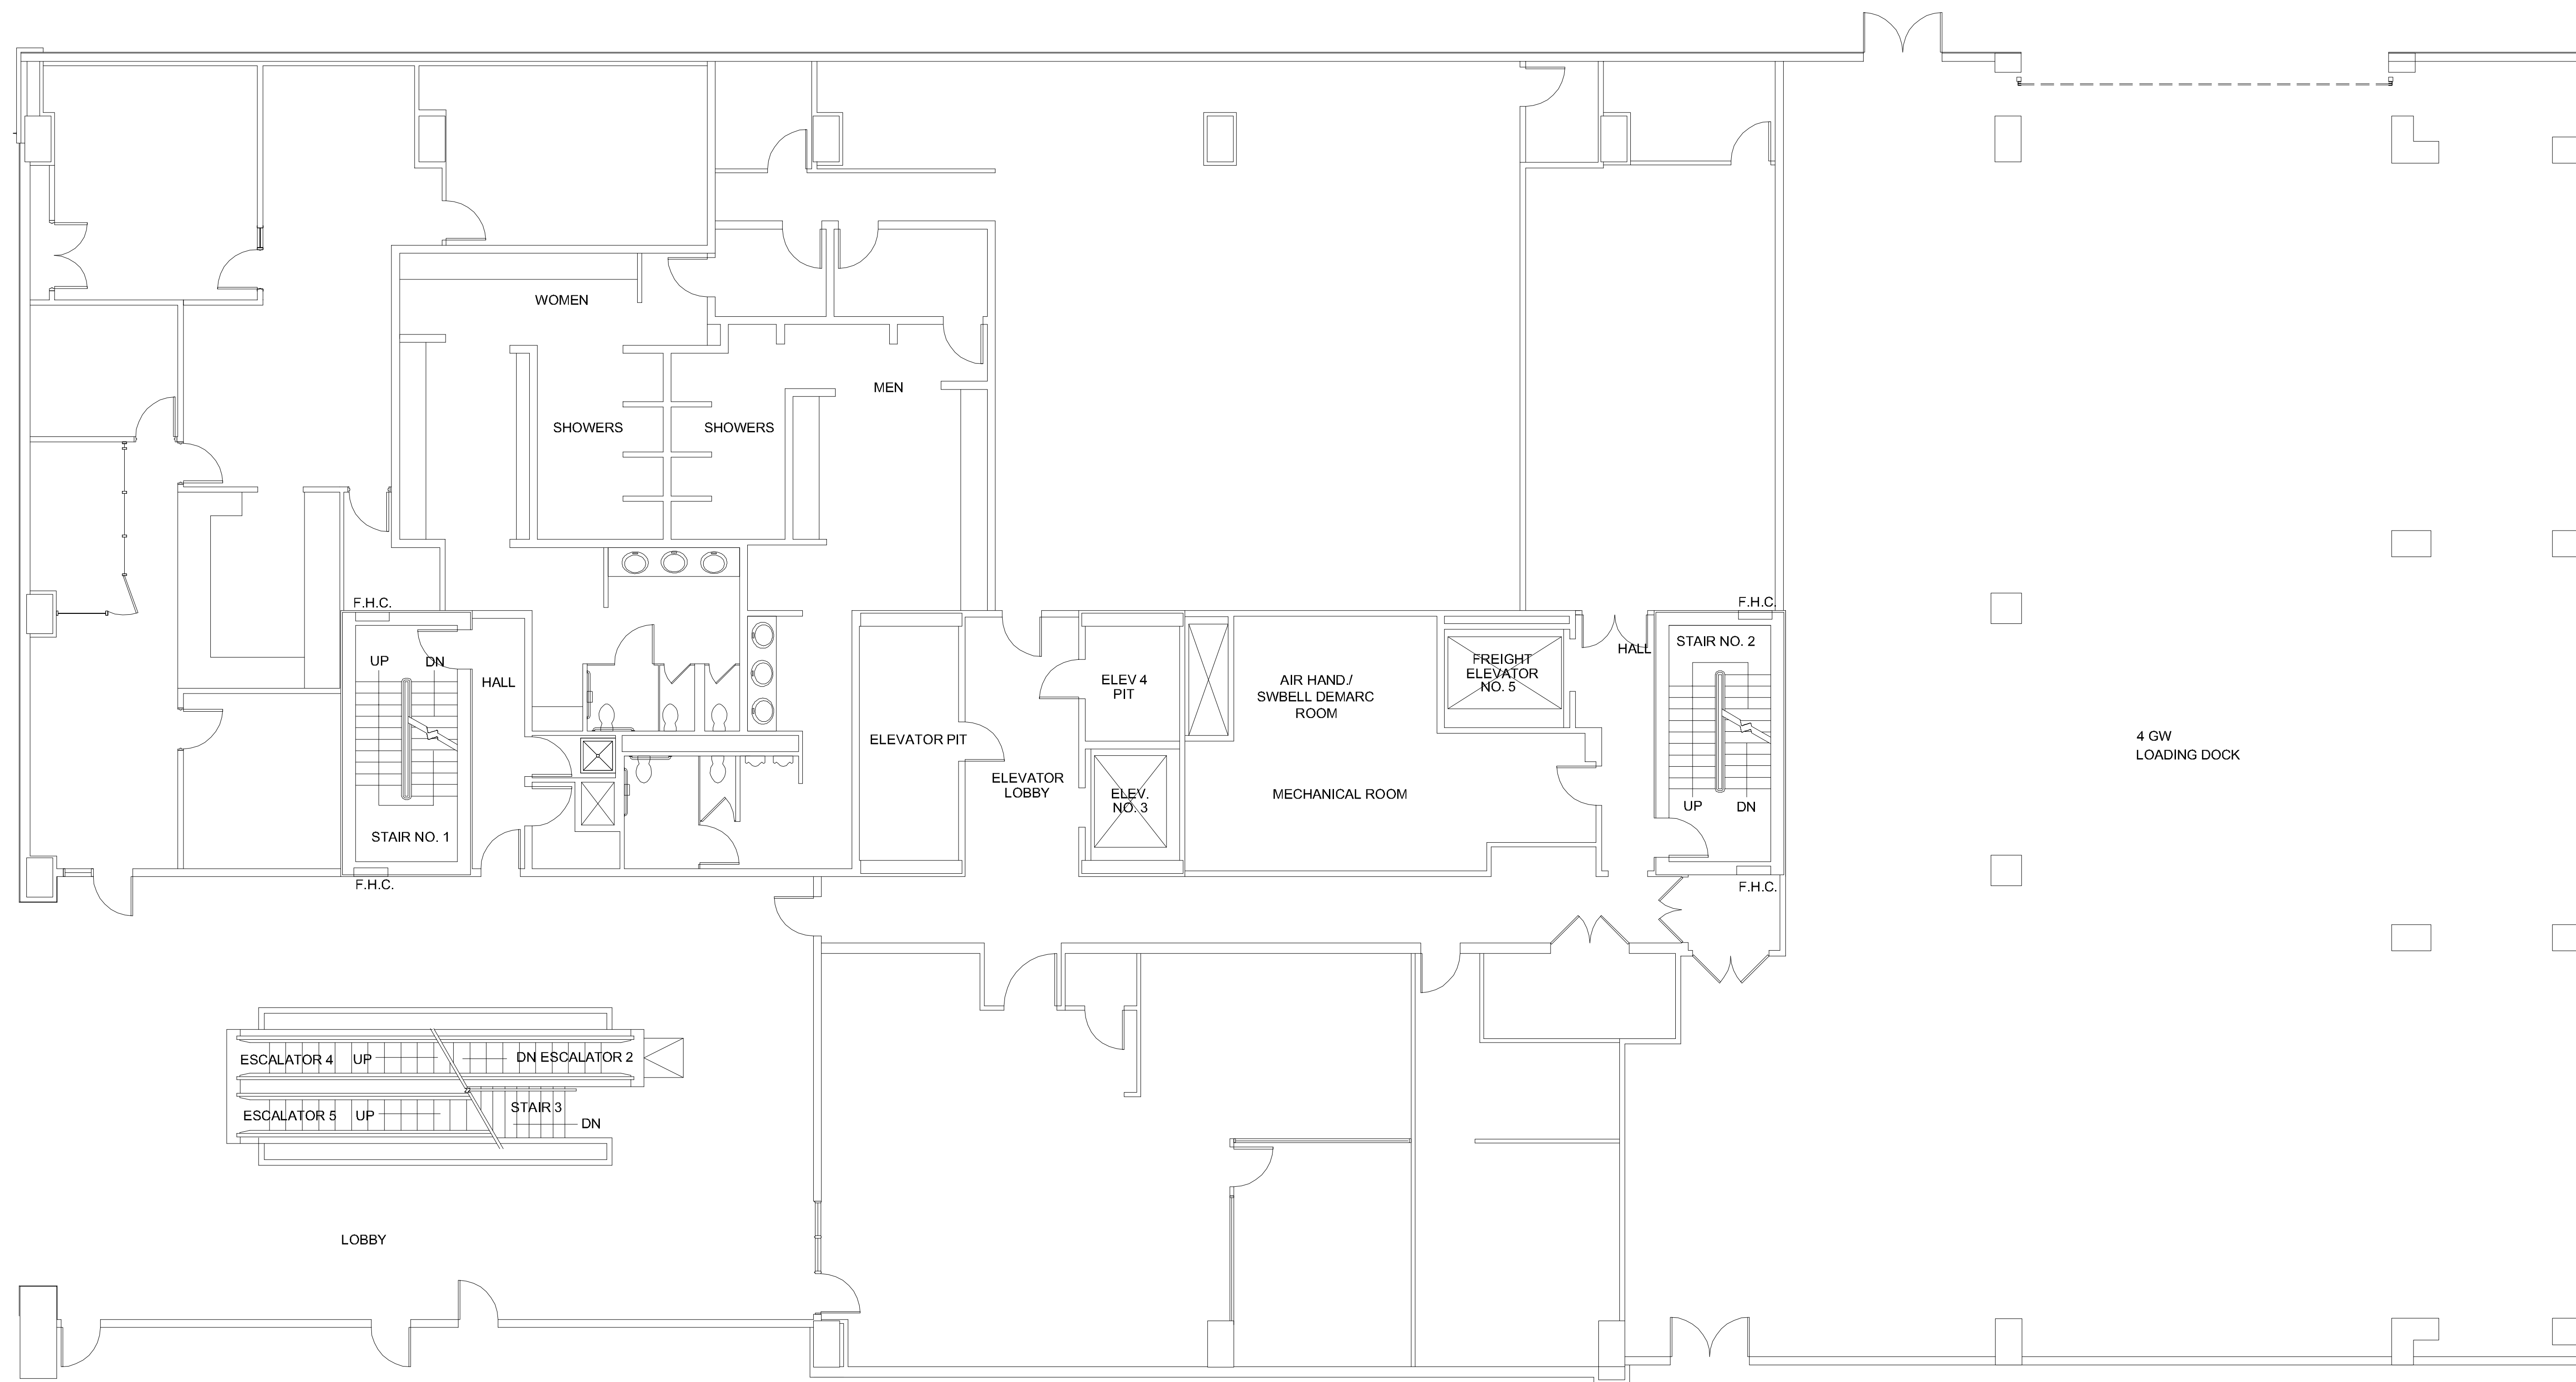 WOMEN
MEN
SHOWERS
SHOWERS
F.H.C.
F.H.C.
UP
DN
HALL
STAIR NO. 1
F.H.C.
ELEVATOR PIT
ELEVATOR
LOBBY
ELEV 4
PIT
ELEV.
NO. 3
AIR HAND./
SWBELL DEMARC
ROOM
MECHANICAL ROOM
FREIGHT
ELEVATOR
NO. 5
HALL
STAIR NO. 2
UP
DN
F.H.C.
4 GW
LOADING DOCK
ESCALATOR 4
UP
DN ESCALATOR 2
ESCALATOR 5
UP
STAIR 3
DN
LOBBY